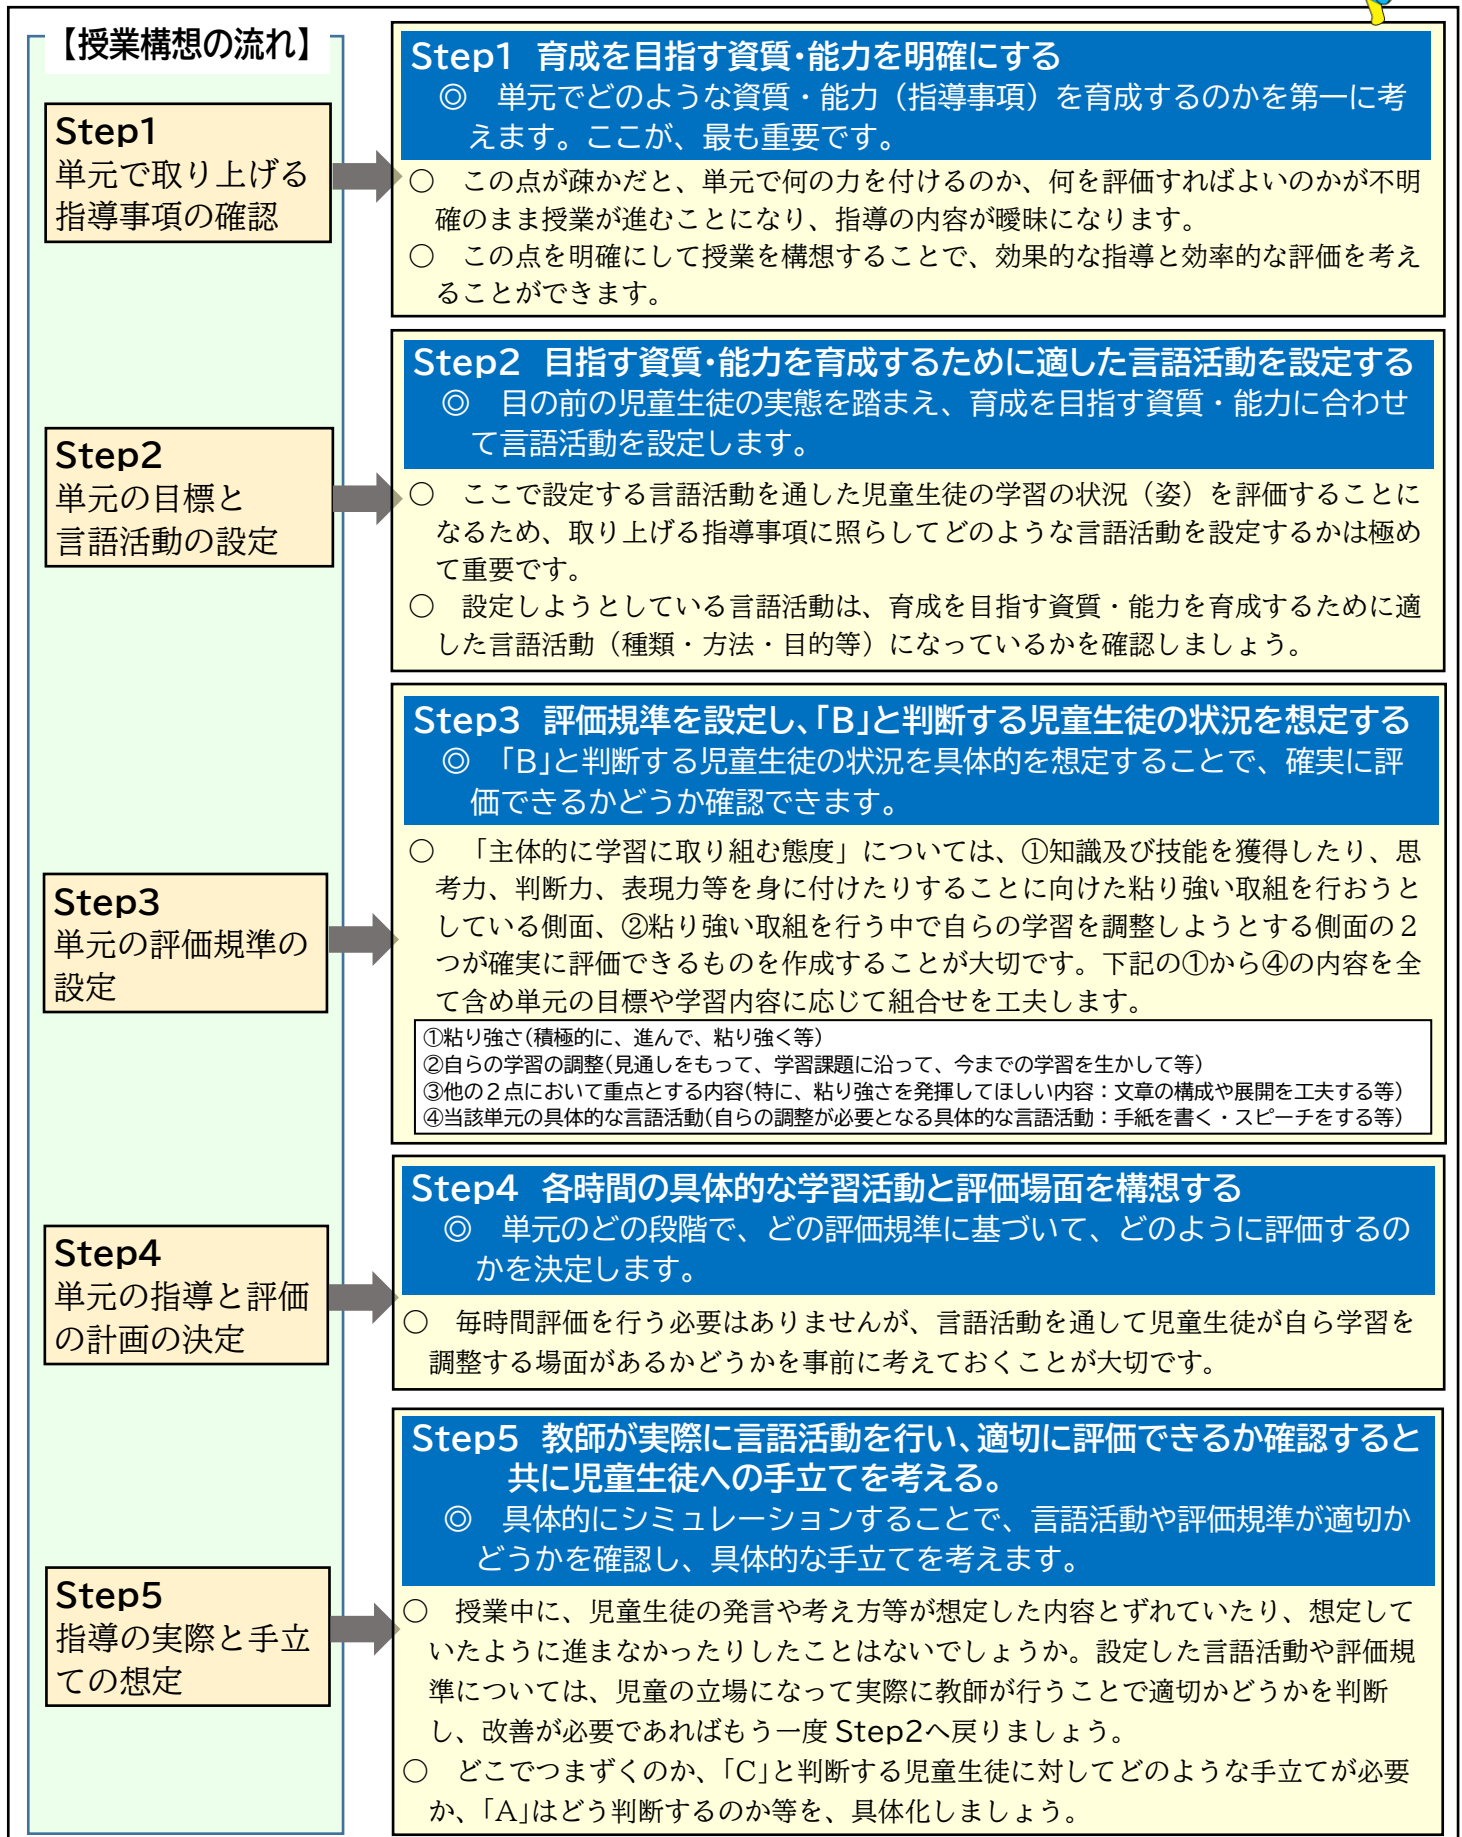 【授業構想の流れ】
Step1
単元で取り上げる
指導事項の確認
Step1 育成を目指す資質・能力を明確にする
◎ 単元でどのような資質・能力（指導事項）を育成するのかを第一に考
えます。ここが、最も重要です。
○ この点が疎かだと、単元で何の力を付けるのか、何を評価すればよいのかが不明
確のまま授業が進むことになり、指導の内容が曖昧になります。
○ この点を明確にして授業を構想することで、効果的な指導と効率的な評価を考え
ることができます。
Step2
単元の目標と
言語活動の設定
Step2 目指す資質・能力を育成するために適した言語活動を設定する
◎ 目の前の児童生徒の実態を踏まえ、育成を目指す資質・能力に合わせ
て言語活動を設定します。
○ ここで設定する言語活動を通した児童生徒の学習の状況（姿）を評価することに
なるため、取り上げる指導事項に照らしてどのような言語活動を設定するかは極め
て重要です。
○ 設定しようとしている言語活動は、育成を目指す資質・能力を育成するために適
した言語活動（種類・方法・目的等）になっているかを確認しましょう。
Step3
単元の評価規準の
設定
Step3 評価規準を設定し、「B」と判断する児童生徒の状況を想定する
◎ 「B」と判断する児童生徒の状況を具体的を想定することで、確実に評
価できるかどうか確認できます。
○ 「主体的に学習に取り組む態度」については、①知識及び技能を獲得したり、思
考力、判断力、表現力等を身に付けたりすることに向けた粘り強い取組を行おうと
している側面、②粘り強い取組を行う中で自らの学習を調整しようとする側面の２
つが確実に評価できるものを作成することが大切です。下記の①から④の内容を全
て含め単元の目標や学習内容に応じて組合せを工夫します。
①粘り強さ(積極的に、進んで、粘り強く等)
②自らの学習の調整(見通しをもって、学習課題に沿って、今までの学習を生かして等)
③他の２点において重点とする内容(特に、粘り強さを発揮してほしい内容：文章の構成や展開を工夫する等)
④当該単元の具体的な言語活動(自らの調整が必要となる具体的な言語活動：手紙を書く・スピーチをする等)
Step4
単元の指導と評価
の計画の決定
Step4 各時間の具体的な学習活動と評価場面を構想する
◎ 単元のどの段階で、どの評価規準に基づいて、どのように評価するの
かを決定します。
○ 毎時間評価を行う必要はありませんが、言語活動を通して児童生徒が自ら学習を
調整する場面があるかどうかを事前に考えておくことが大切です。
Step5
指導の実際と手立
ての想定
Step5 教師が実際に言語活動を行い、適切に評価できるか確認すると
共に児童生徒への手立てを考える。
◎ 具体的にシミュレーションすることで、言語活動や評価規準が適切か
どうかを確認し、具体的な手立てを考えます。
○ 授業中に、児童生徒の発言や考え方等が想定した内容とずれていたり、想定して
いたように進まなかったりしたことはないでしょうか。設定した言語活動や評価規
準については、児童の立場になって実際に教師が行うことで適切かどうかを判断
し、改善が必要であればもう一度 Step2へ戻りましょう。
○ どこでつまずくのか、「C」と判断する児童生徒に対してどのような手立てが必要
か、「A」はどう判断するのか等を、具体化しましょう。